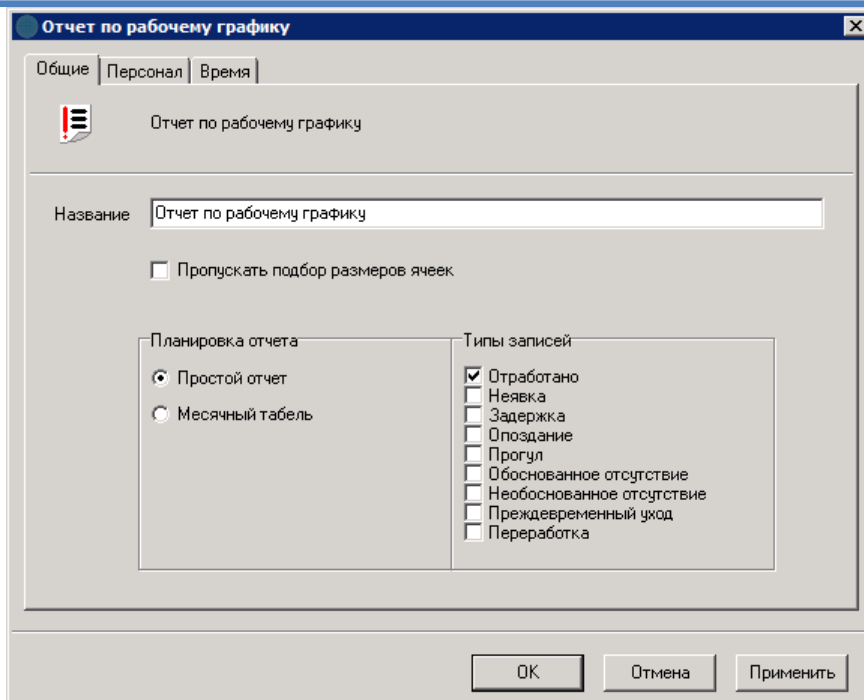 Отчет по рабочему графику
Общие Персонал Время
Отчет по рабочему графику
Название Отчет по рабочему графику
Пропускать подбор размеров ячеек
Планировка отчета
Простой отчет
Месячный табель
Типы записей
Отработано
Неявка
Задержка
Опоздание
Прогул
Обоснованное отсутствие
Необоснованное отсутствие
Преждевременный уход
Переработка
OK Отмена Применить